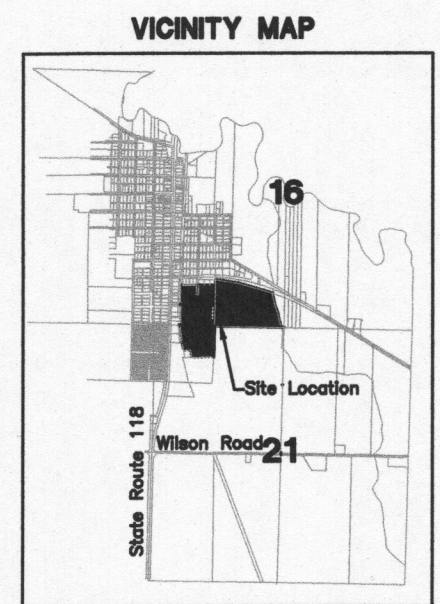 VICINITY MAP
16
Site Location
State Route 118
Wilson Road
21